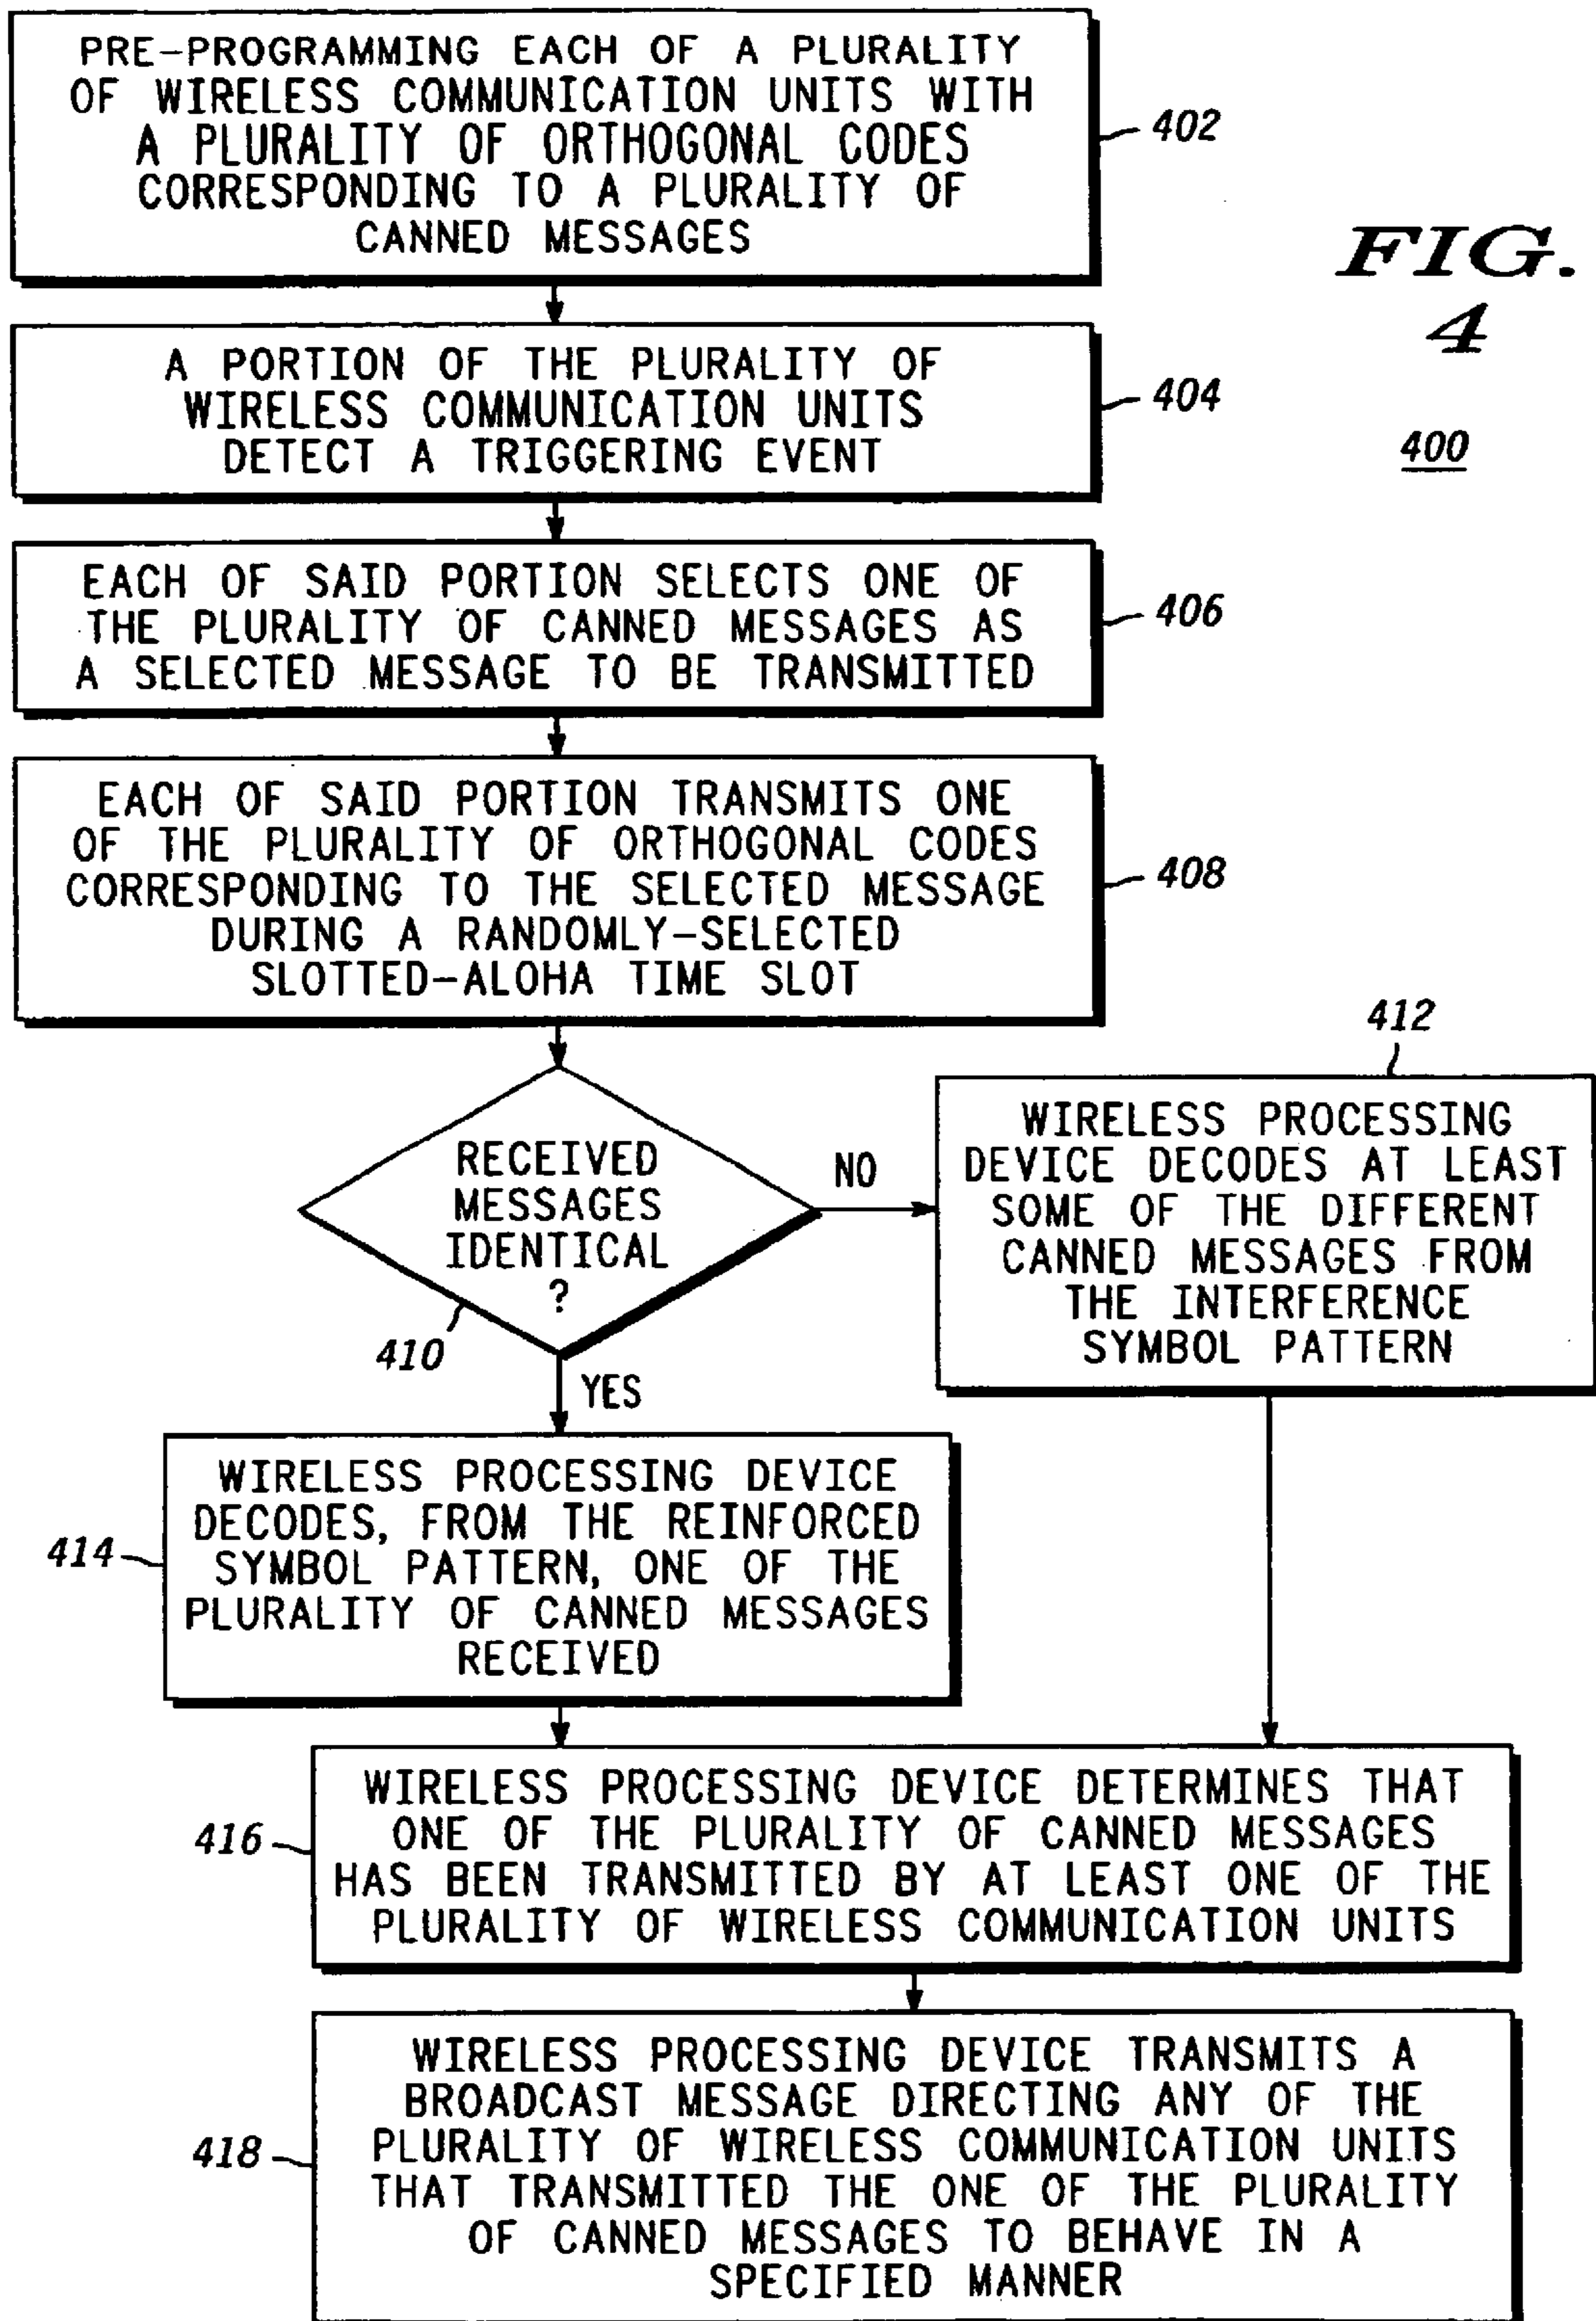 PRE-PROGRAMMING EACH OF A PLURALITY
OF WIRELESS COMMUNICATION UNITS WITH
A PLURALITY OF ORTHOGONAL CODES
CORRESPONDING TO A PLURALITY OF
CANNED MESSAGES
402
FIG.
4
400
A PORTION OF THE PLURALITY OF
WIRELESS COMMUNICATION UNITS
DETECT A TRIGGERING EVENT
404
EACH OF SAID PORTION SELECTS ONE OF
THE PLURALITY OF CANNED MESSAGES AS
A SELECTED MESSAGE TO BE TRANSMITTED
406
EACH OF SAID PORTION TRANSMITS ONE
OF THE PLURALITY OF ORTHOGONAL CODES
CORRESPONDING TO THE SELECTED MESSAGE
DURING A RANDOMLY-SELECTED
SLOTTED-ALOHA TIME SLOT
408
RECEIVED
MESSAGES
IDENTICAL
?
410
NO
412
WIRELESS PROCESSING
DEVICE DECODES AT LEAST
SOME OF THE DIFFERENT
CANNED MESSAGES FROM
THE INTERFERENCE
SYMBOL PATTERN
YES
WIRELESS PROCESSING DEVICE
DECODES, FROM THE REINFORCED
SYMBOL PATTERN, ONE OF THE
PLURALITY OF CANNED MESSAGES
RECEIVED
414
WIRELESS PROCESSING DEVICE DETERMINES THAT
ONE OF THE PLURALITY OF CANNED MESSAGES
HAS BEEN TRANSMITTED BY AT LEAST ONE OF THE
PLURALITY OF WIRELESS COMMUNICATION UNITS
416
WIRELESS PROCESSING DEVICE TRANSMITS A
BROADCAST MESSAGE DIRECTING ANY OF THE
PLURALITY OF WIRELESS COMMUNICATION UNITS
THAT TRANSMITTED THE ONE OF THE PLURALITY
OF CANNED MESSAGES TO BEHAVE IN A
SPECIFIED MANNER
418